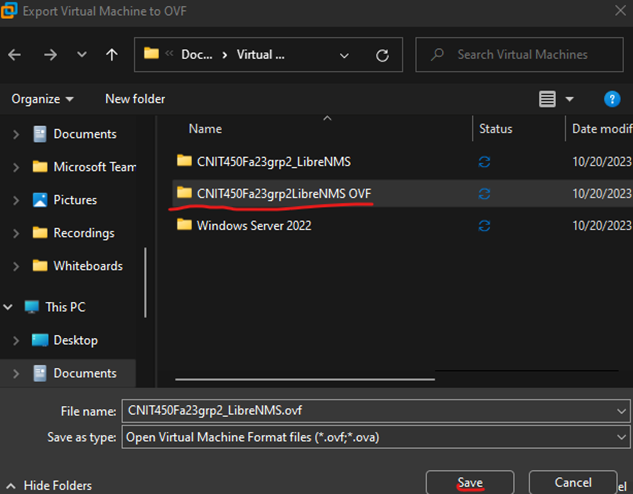 Export Virtual Machine to OVF
Doc... Virtual ...
Search Virtual Machines
Organize New folder
Name Status Date modif
Documents
Microsoft Team
Pictures
Recordings
Whiteboards
This PC
Desktop
Documents
CNIT450Fa23grp2_LibreNMS 10/20/2023
CNIT450Fa23grp2LibreNMS OVF 10/20/2023
Windows Server 2022 10/20/2023
File name: CNIT450Fa23grp2_LibreNMS.ovf
Save as type: Open Virtual Machine Format files (*.ovf;*.ova)
Hide Folders Save Cancel el